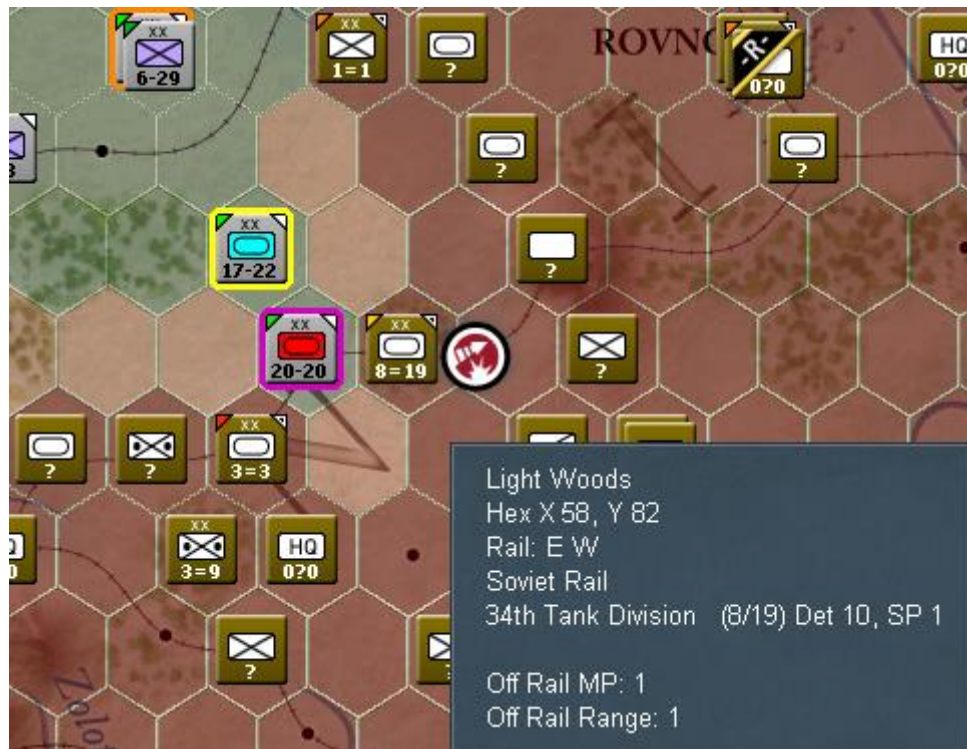 XX
6-29
XX
1=1
?
ROVNO
-R-
0?0
HQ
0?0
3
?
?
XX
17-22
?
XX
20-20
XX
8=19
?
?
?
XX
3=3
XX
3=9
HQ
0?0
?
Light Woods
Hex X 58, Y 82
Rail: E W
Soviet Rail
34th Tank Division (8/19) Det 10, SP 1
Off Rail MP: 1
Off Rail Range: 1
Zolot